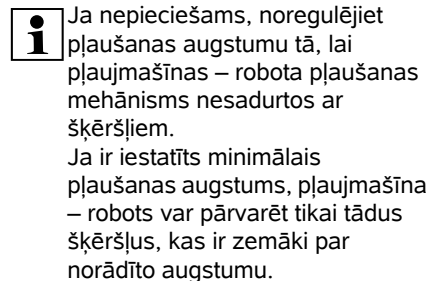 Ja nepieciešams, noregulējiet
pļaušanas augstumu tā, lai
pļaujmašīnas – robota pļaušanas
mehānisms nesadurtos ar
šķēršļiem.
Ja ir iestatīts minimālais
pļaušanas augstums, pļaujmašīna
– robots var pārvarēt tikai tādus
šķēršļus, kas ir zemāki par
norādīto augstumu.